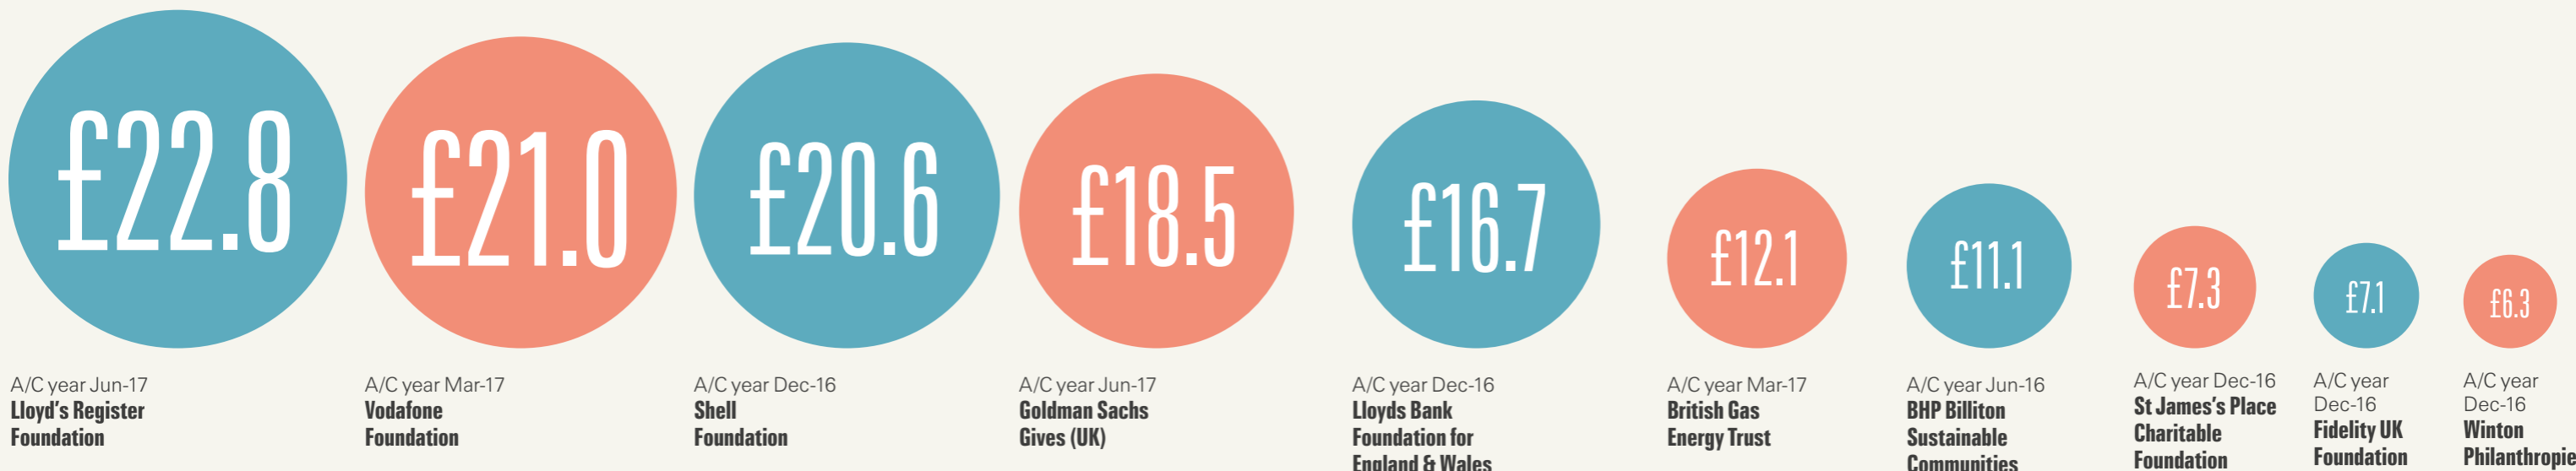 £22.8
A/C year Jun-17
Lloyd's Register
Foundation
£21.0
A/C year Mar-17
Vodafone
Foundation
£20.6
A/C year Dec-16
Shell
Foundation
£18.5
A/C year Jun-17
Goldman Sachs
Gives (UK)
£16.7
A/C year Dec-16
Lloyds Bank
Foundation for
England & Wales
£12.1
A/C year Mar-17
British Gas
Energy Trust
£11.1
A/C year Jun-16
BHP Billiton
Sustainable
Communities
£7.3
A/C year Dec-16
St James's Place
Charitable
Foundation
£7.1
A/C year
Dec-16
Fidelity UK
Foundation
£6.3
A/C year
Dec-16
Winton
Philanthropie